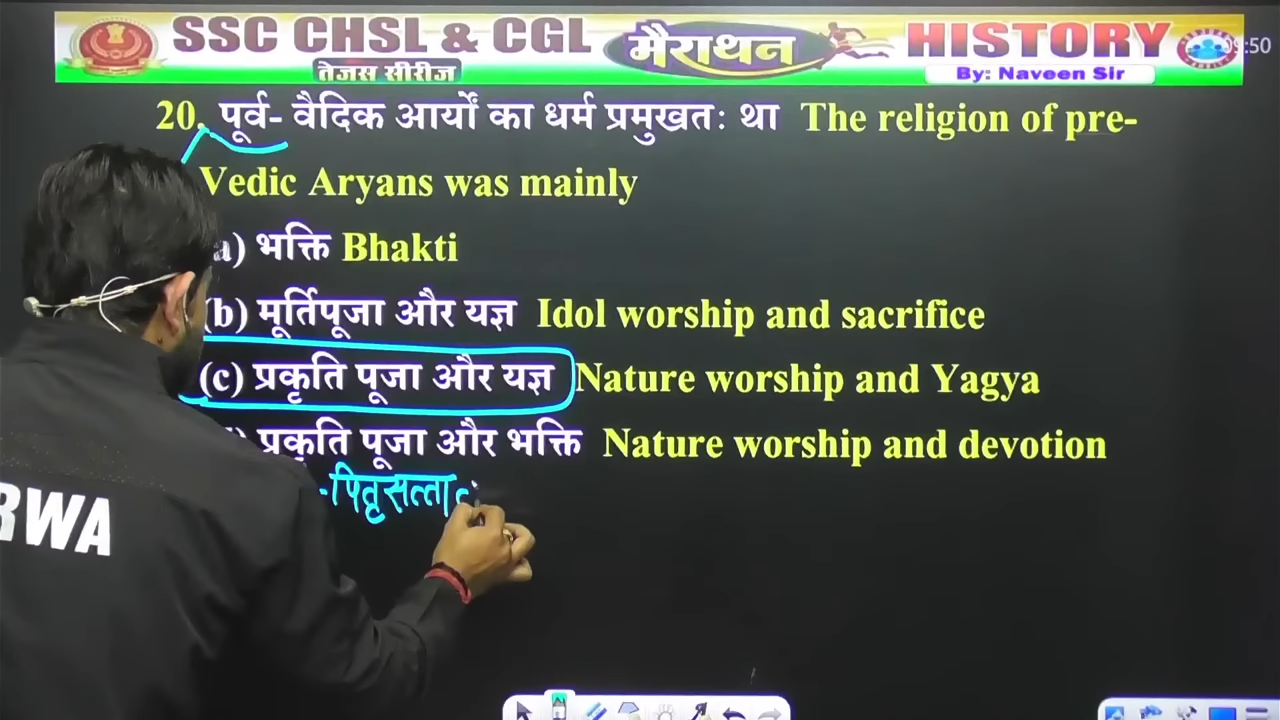 SSC CHSL & CGL मैराथन HISTORY
तेजस सीरीज By: Naveen Sir
:50
20. पूर्व- वैदिक आर्यों का धर्म प्रमुखतः था The religion of pre-
Vedic Aryans was mainly
a) भक्ति Bhakti
(b) मूर्तिपूजा और यज्ञ Idol worship and sacrifice
(c) प्रकृति पूजा और यज्ञ Nature worship and Yagya
प्रकृति पूजा और भक्ति Nature worship and devotion
-पितृसत्ता
RWA